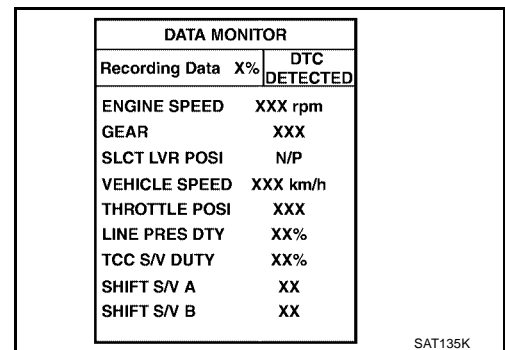 DATA MONITOR
Recording Data X% DTC DETECTED
ENGINE SPEED XXX rpm
GEAR XXX
SLCT LVR POSI N/P
VEHICLE SPEED XXX km/h
THROTTLE POSI XXX
LINE PRES DTY XX%
TCC S/V DUTY XX%
SHIFT S/V A XX
SHIFT S/V B XX
SAT135K